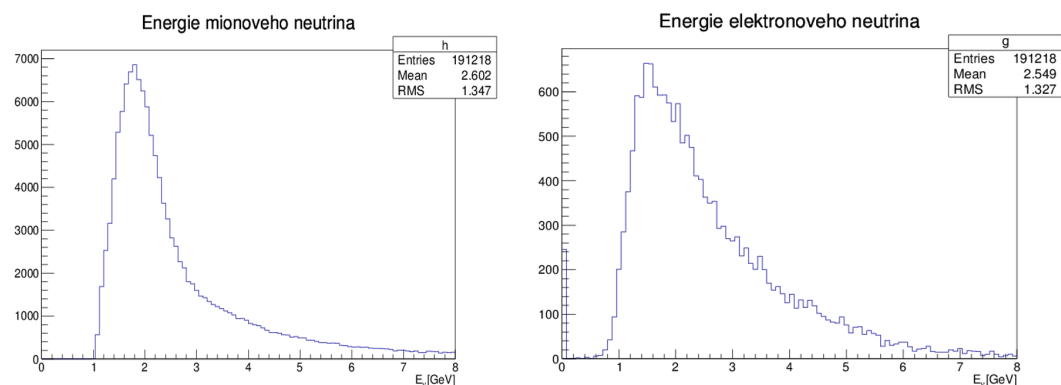 Energie mionoveho neutrina
h
Entries 191218
Mean 2.602
RMS 1.347
7000
6000
5000
4000
3000
2000
1000
0
0 1 2 3 4 5 6 7 8
Eν[GeV]
Energie elektronoveho neutrina
g
Entries 191218
Mean 2.549
RMS 1.327
600
500
400
300
200
100
0
0 1 2 3 4 5 6 7 8
Eν[GeV]